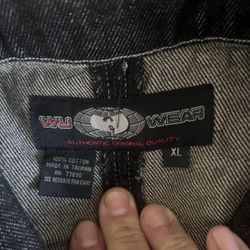 WU WEAR
AUTHENTIC ORIGINAL QUALITY
XL
100% COTTON
MADE IN TAIWAN
RN 77890
SEE REVERSE FOR CARE